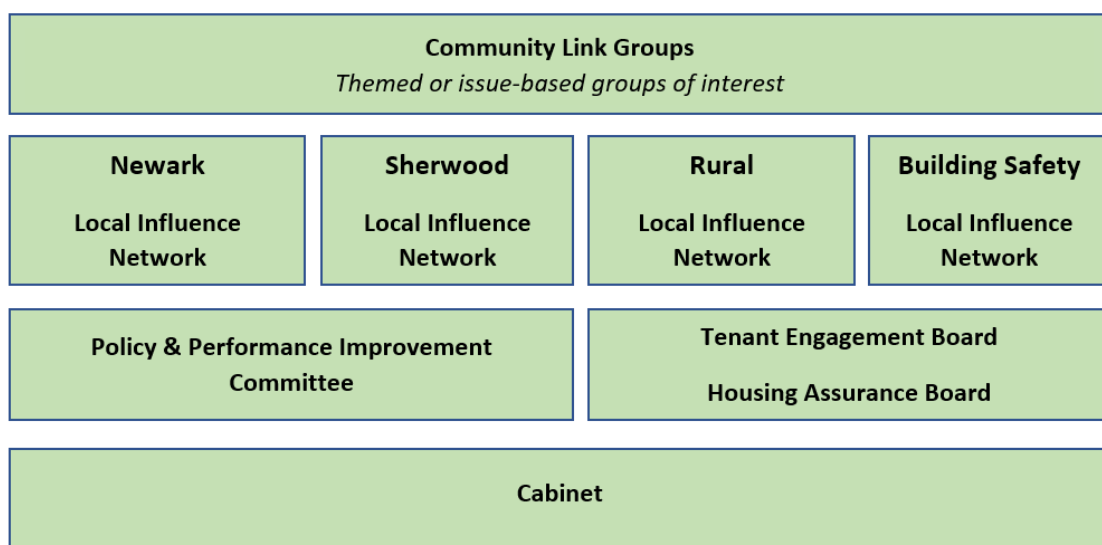 Community Link Groups
Themed or issue-based groups of interest
Newark
Local Influence
Network
Sherwood
Local Influence
Network
Rural
Local Influence
Network
Building Safety
Local Influence
Network
Policy & Performance Improvement
Committee
Tenant Engagement Board
Housing Assurance Board
Cabinet